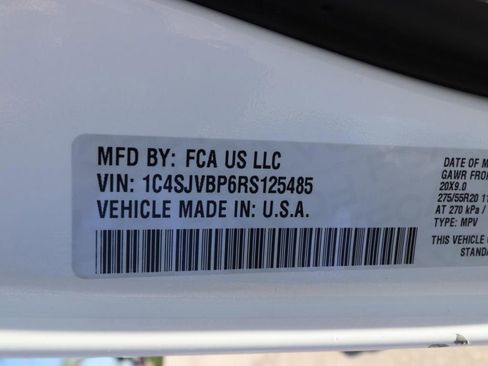 MFD BY: FCA US LLC
VIN: 1C4SJVBP6RS125485
VEHICLE MADE IN: U.S.A.
DATE OF M
GAWR FRO
20X9.0
275/55R20 11
AT 270 kPa /
TYPE: MPV
THIS VEHICLE
STANDA